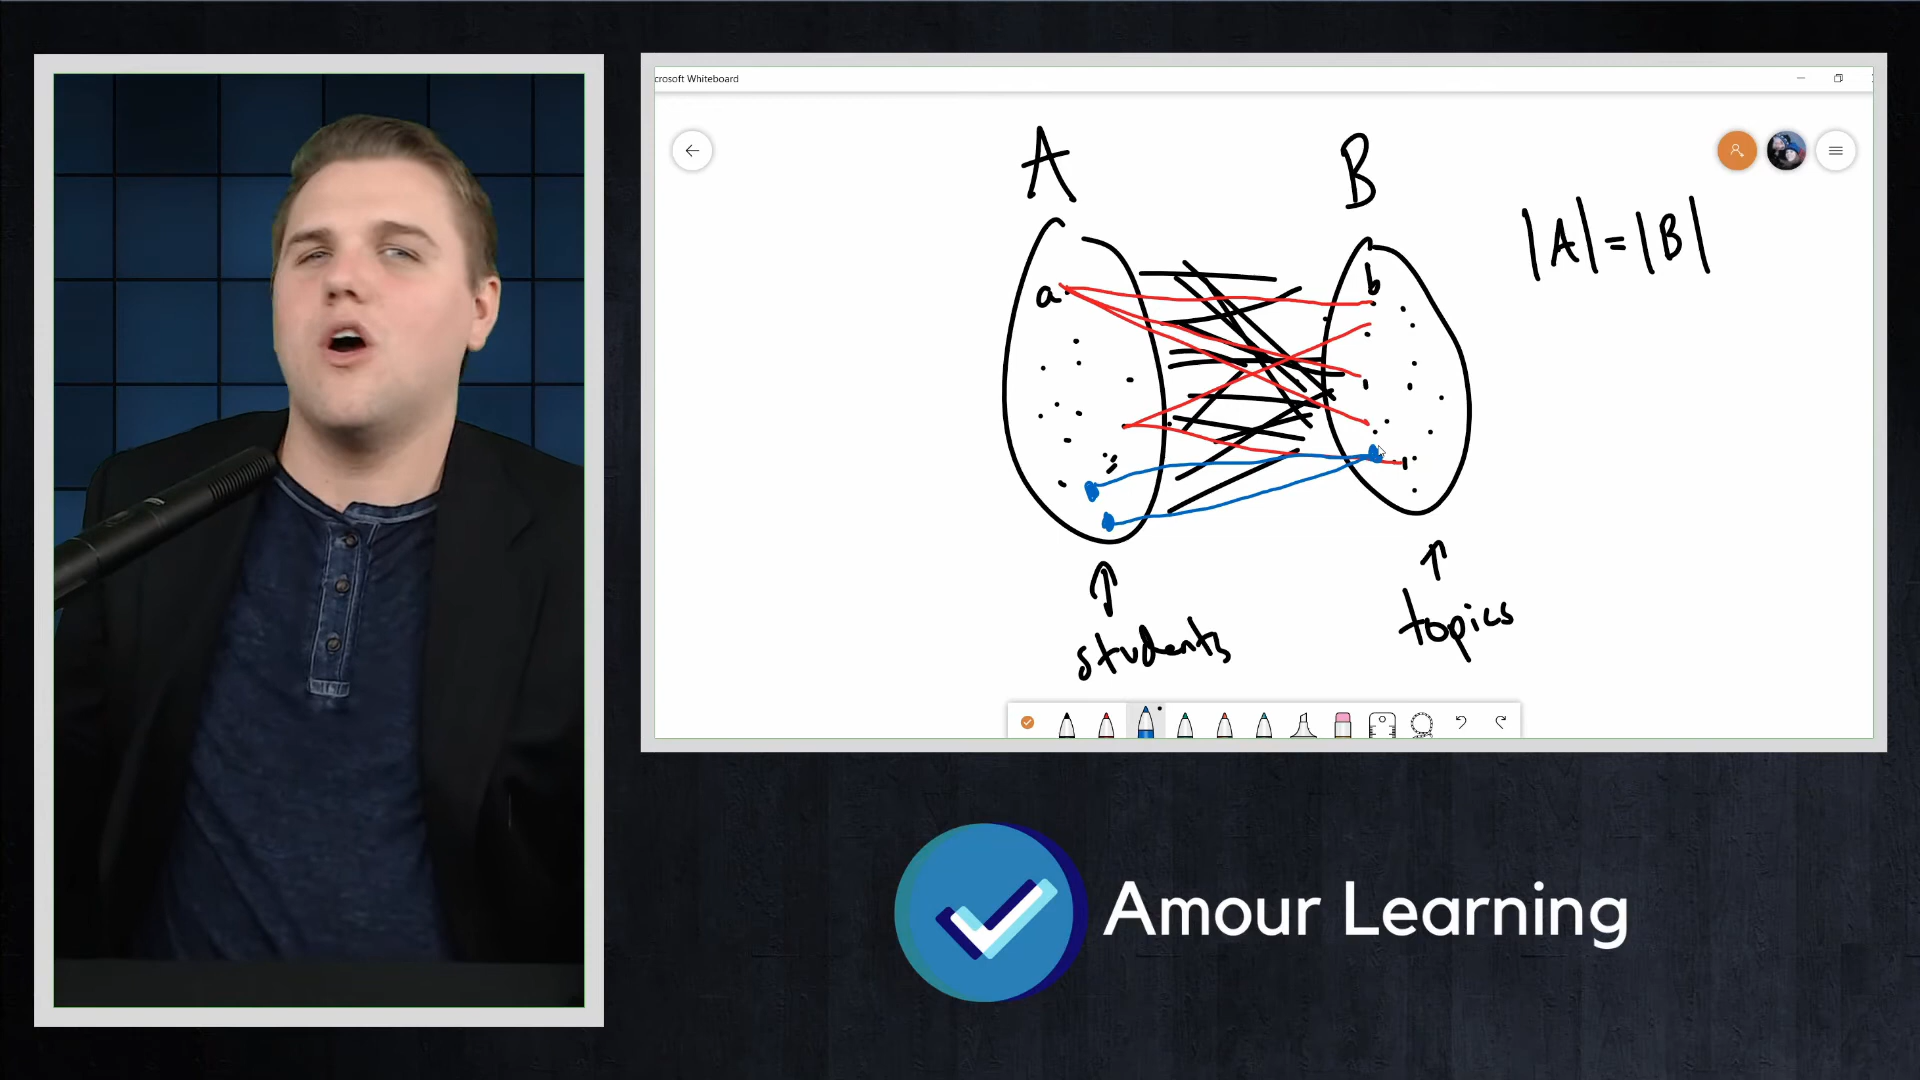 crosoft Whiteboard
A
B
|A|=|B|
a
b
students
topics
Amour Learning